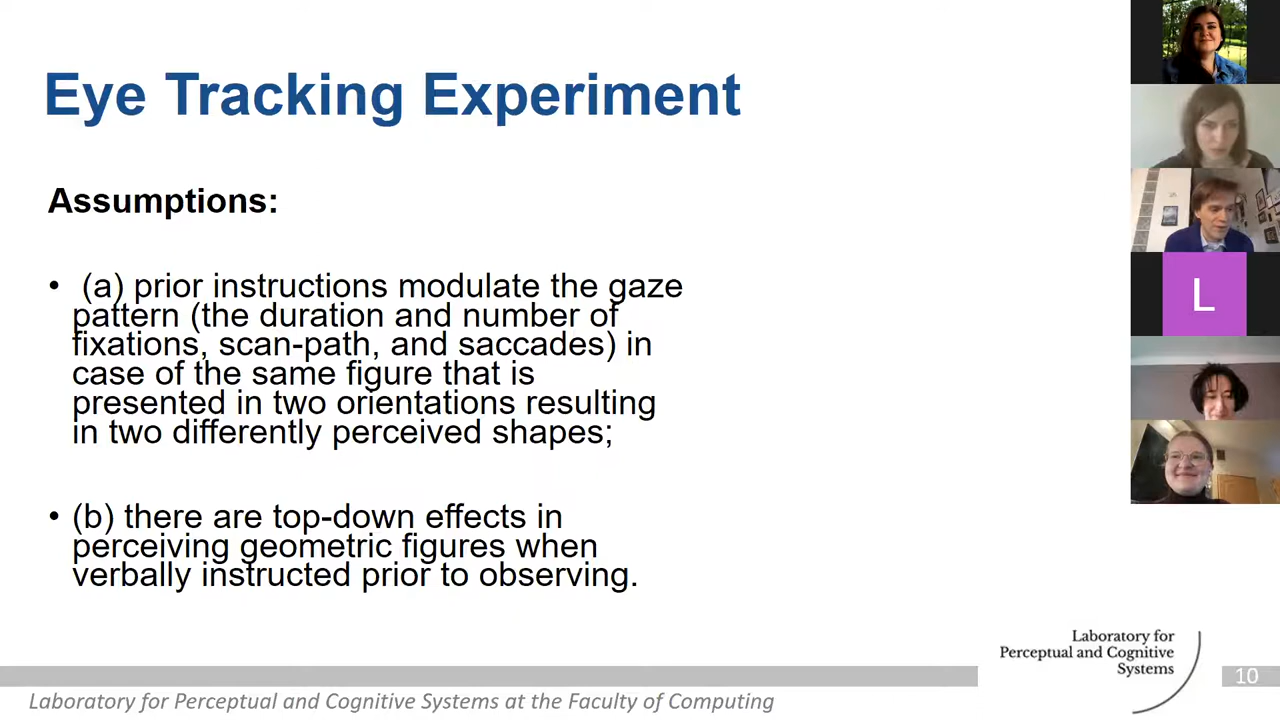 Eye Tracking Experiment
Assumptions:
• (a) prior instructions modulate the gaze
pattern (the duration and number of
fixations, scan-path, and saccades) in
case of the same figure that is
presented in two orientations resulting
in two differently perceived shapes;
• (b) there are top-down effects in
perceiving geometric figures when
verbally instructed prior to observing.
L
Laboratory for
Perceptual and Cognitive
Systems
10
Laboratory for Perceptual and Cognitive Systems at the Faculty of Computing